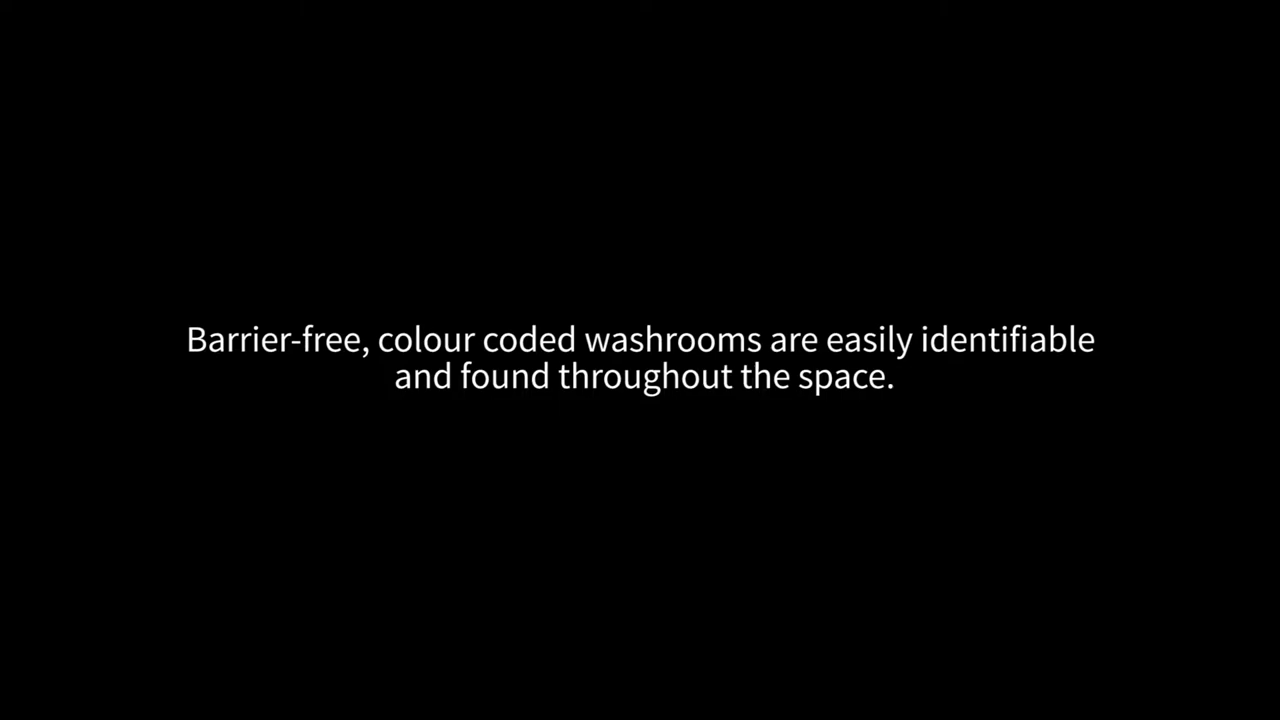 Barrier-free, colour coded washrooms are easily identifiable
and found throughout the space.